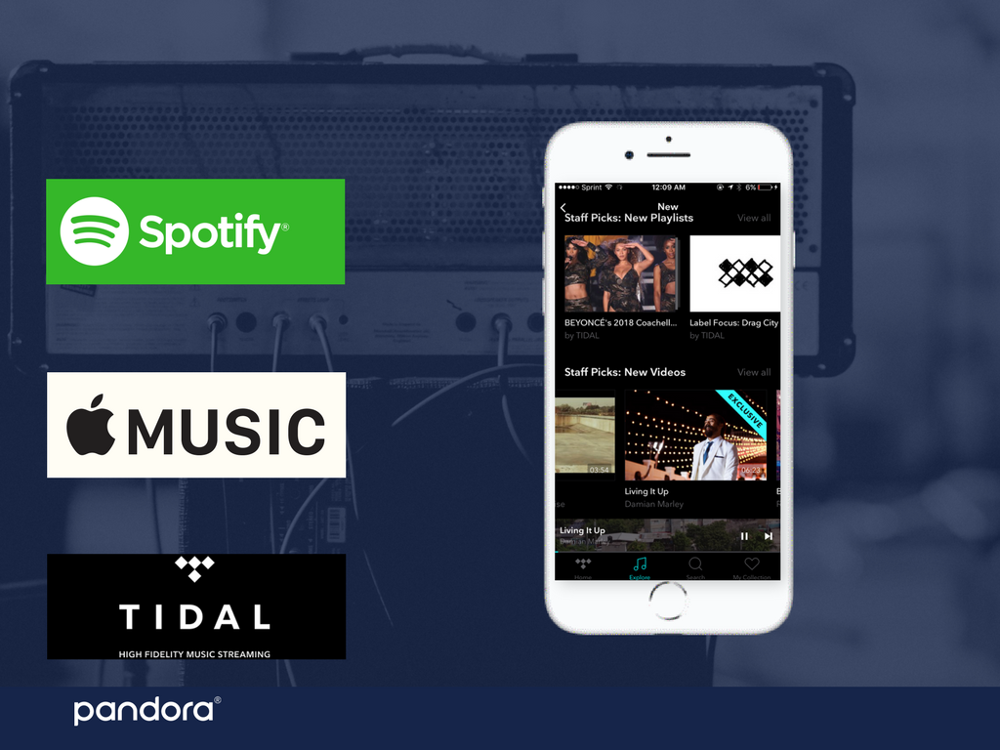 Spotify®
MUSIC
TIDAL
HIGH FIDELITY MUSIC STREAMING
pandora®
Sprint
12:09 AM
6%
New
Staff Picks: New Playlists
View all
BEYONCÉ's 2018 Coachell...
Label Focus: Drag City
by TIDAL
by TIDAL
Staff Picks: New Videos
View all
EXCLUSIVE
03:54
06:23
Living It Up
Damian Marley
Living It Up
Damian Marley
Home
Explore
Search
My Collection